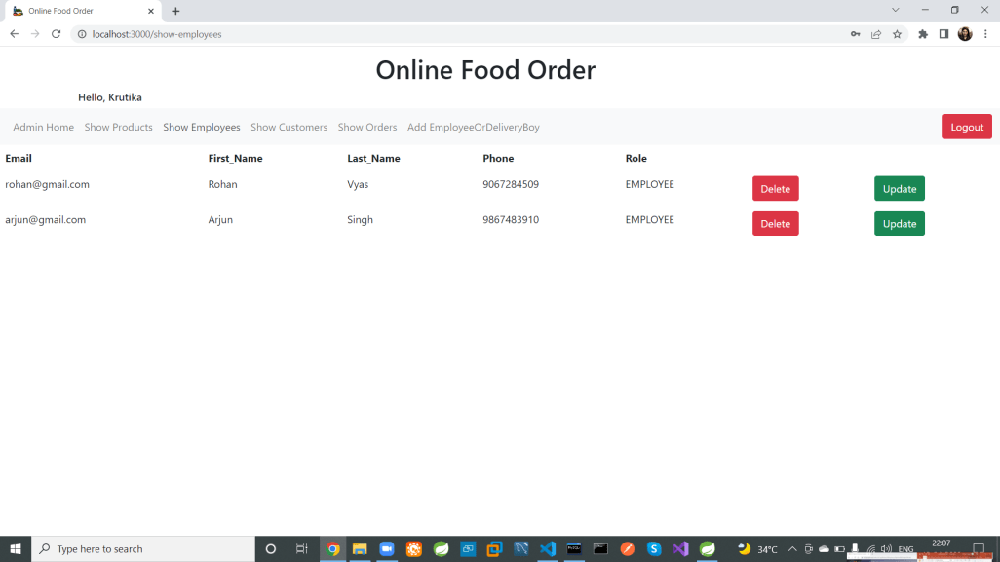 Online Food Order
localhost:3000/show-employees
Online Food Order
Hello, Krutika
Admin Home Show Products Show Employees Show Customers Show Orders Add EmployeeOrDeliveryBoy Logout
Email First_Name Last_Name Phone Role
rohan@gmail.com Rohan Vyas 9067284509 EMPLOYEE Delete Update
arjun@gmail.com Arjun Singh 9867483910 EMPLOYEE Delete Update
Type here to search 34°C ENG 22:07